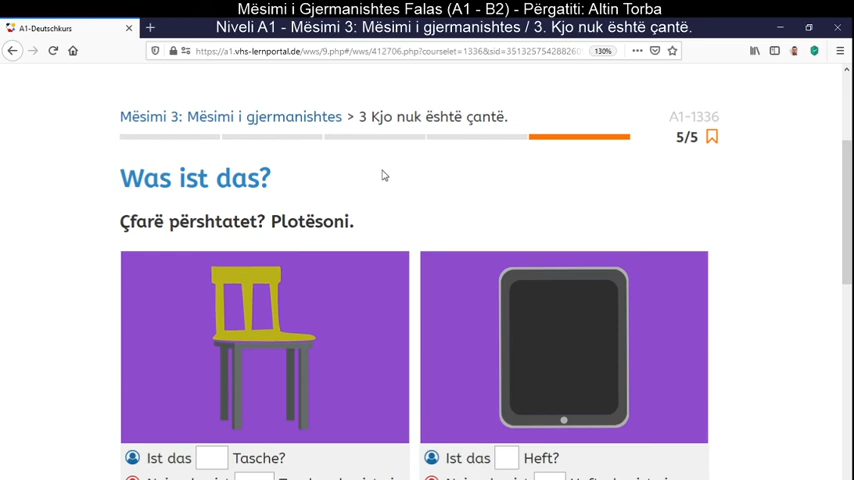 Mësimi i Gjermanishtes Falas (A1 - B2) - Përgatiti: Altin Torba
A1-Deutschkurs
Niveli A1 - Mësimi 3: Mësimi i gjermanishtes / 3. Kjo nuk është çantë.
https://a1.vhs-lernportal.de/wws/9.php#/wws/412706.php?courselet=1336&sid=351325754288260
130%
Mësimi 3: Mësimi i gjermanishtes > 3 Kjo nuk është çantë.
A1-1336
5/5
Was ist das?
Çfarë përshtatet? Plotësoni.
Ist das Tasche?
Ist das Heft?